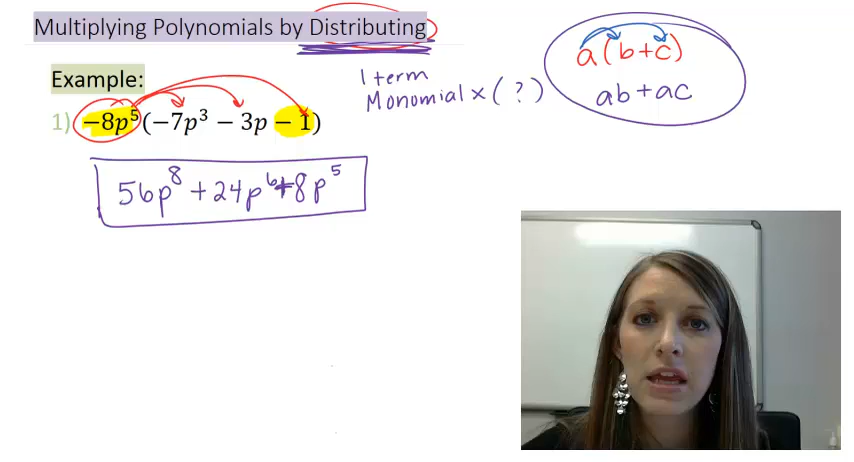 Multiplying Polynomials by Distributing
a(b+c)
ab+ac
Example:
1 term
Monomial × ( ? )
1) −8p⁵(−7p³ − 3p − 1)
56p⁸ + 24p⁶ + 8p⁵